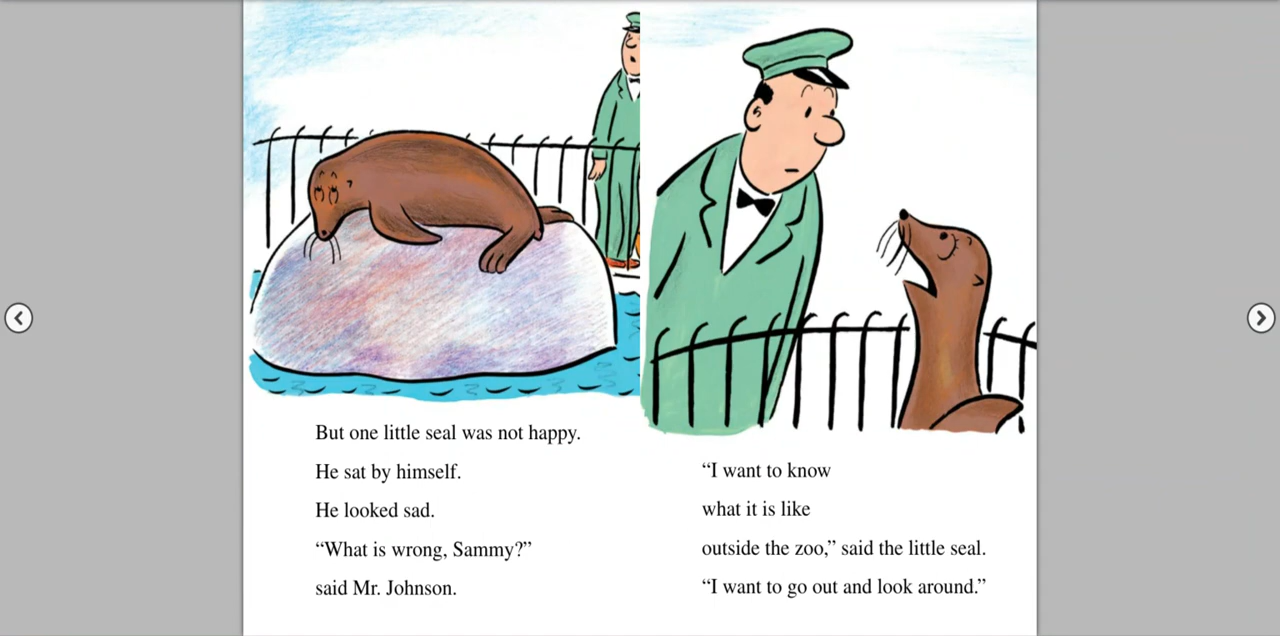 But one little seal was not happy.
He sat by himself.
He looked sad.
“What is wrong, Sammy?”
said Mr. Johnson.
“I want to know
what it is like
outside the zoo,” said the little seal.
“I want to go out and look around.”